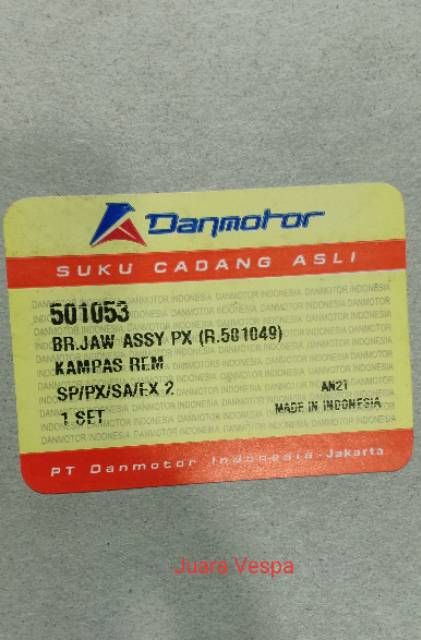 Danmotor
SUKU CADANG ASLI
501053
BR.JAW ASSY PX (R.501049)
KAMPAS REM
SP/PX/SA/EX 2
AN21
1 SET
MADE IN INDONESIA
PT Danmotor Indonesia - Jakarta
Juara Vespa